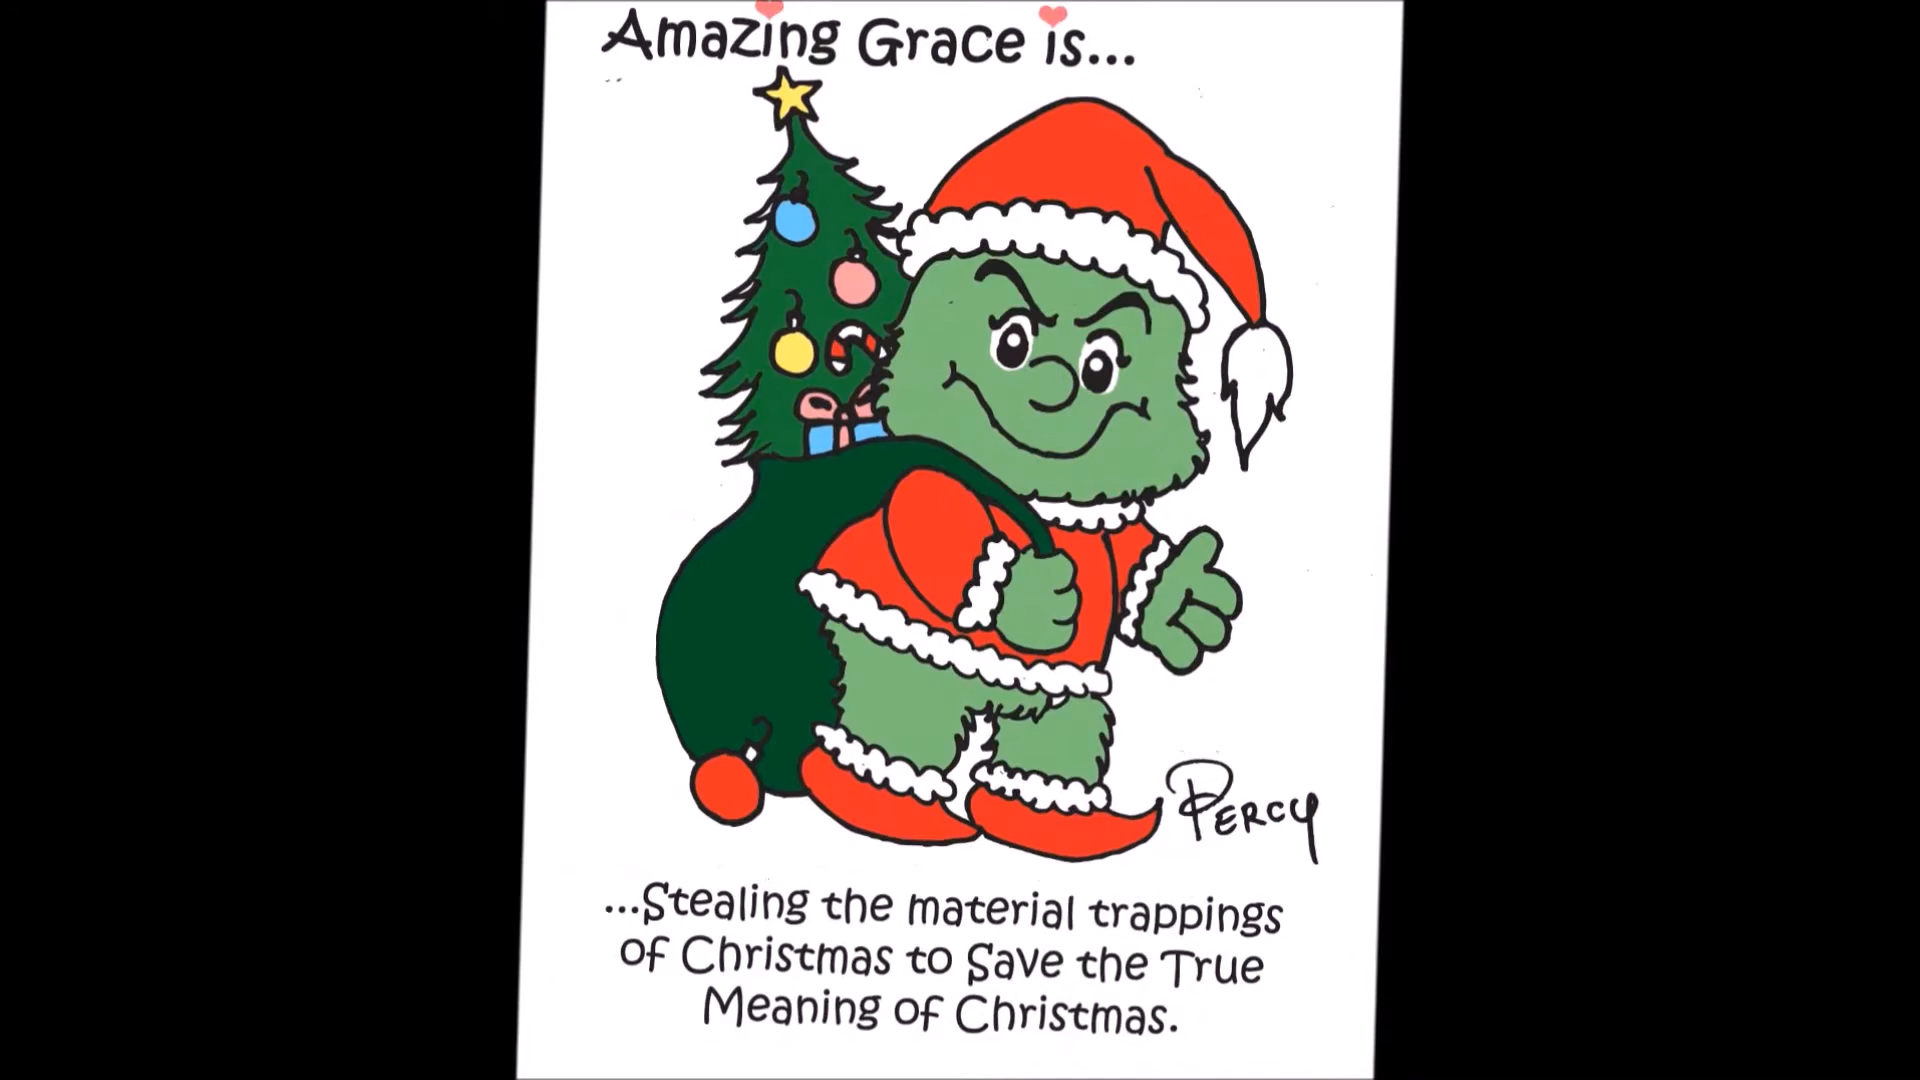 Amazing Grace is...
Percy
...Stealing the material trappings
of Christmas to Save the True
Meaning of Christmas.